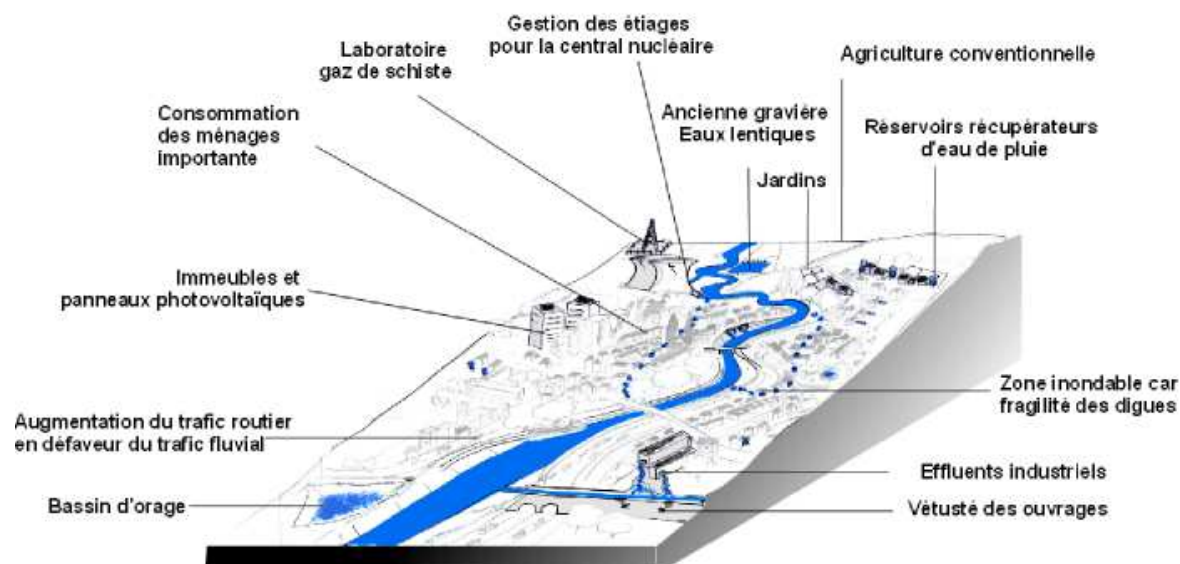 Gestion des étiages
pour la central nucléaire
Laboratoire
gaz de schiste
Agriculture conventionnelle
Consommation
des ménages
importante
Ancienne gravière
Eaux lentiques
Réservoirs récupérateurs
d'eau de pluie
Jardins
Immeubles et
panneaux photovoltaïques
Zone inondable car
fragilité des digues
Augmentation du trafic routier
en défaveur du trafic fluvial
Effluents industriels
Bassin d'orage
Vêtusté des ouvrages